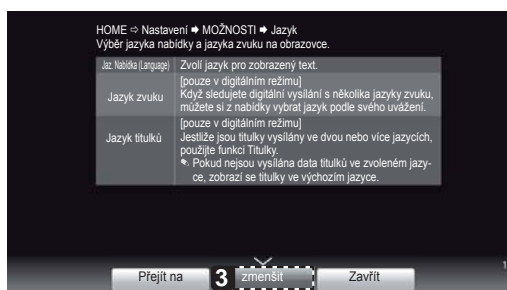 HOME ⇨ Nastavení ➡ MOŽNOSTI ➡ Jazyk
Výběr jazyka nabídky a jazyka zvuku na obrazovce.
Jaz. Nabídka (Language) Zvolí jazyk pro zobrazený text.
[pouze v digitálním režimu]
Jazyk zvuku Když sledujete digitální vysílání s několika jazyky zvuku,
můžete si z nabídky vybrat jazyk podle svého uvážení.
[pouze v digitálním režimu]
Jazyk titulků Jestliže jsou titulky vysílány ve dvou nebo více jazycích,
použijte funkci Titulky.
Pokud nejsou vysílána data titulků ve zvoleném jazy-
ce, zobrazí se titulky ve výchozím jazyce.
Přejít na 3 zmenšit Zavřít
1